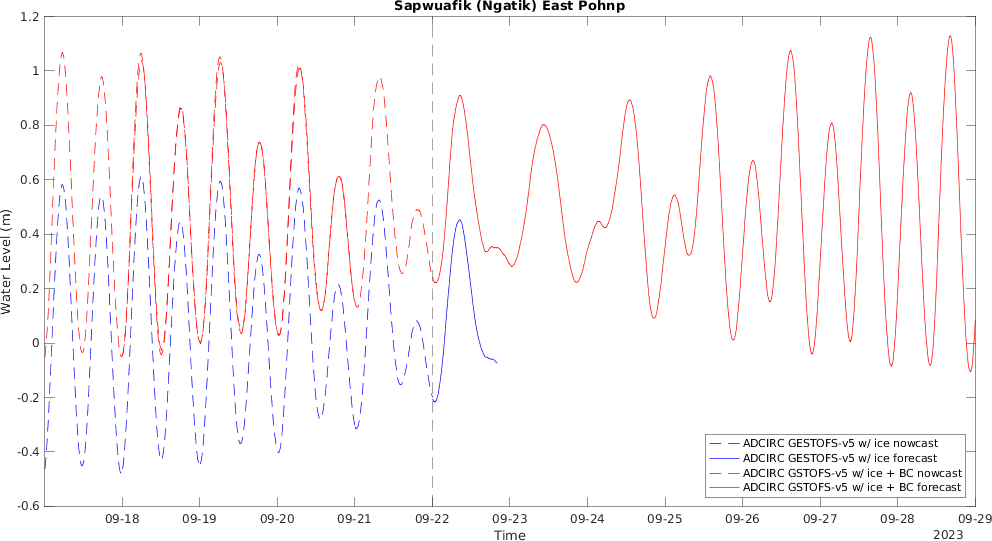 Sapwuafik (Ngatik) East Pohnp
1.2
1
0.8
0.6
0.4
0.2
0
-0.2
-0.4
-0.6
Water Level (m)
ADCIRC GESTOFS-v5 w/ ice nowcast
ADCIRC GESTOFS-v5 w/ ice forecast
ADCIRC GSTOFS-v5 w/ ice + BC nowcast
ADCIRC GSTOFS-v5 w/ ice + BC forecast
09-18 09-19 09-20 09-21 09-22 09-23 09-24 09-25 09-26 09-27 09-28 09-29
Time
2023